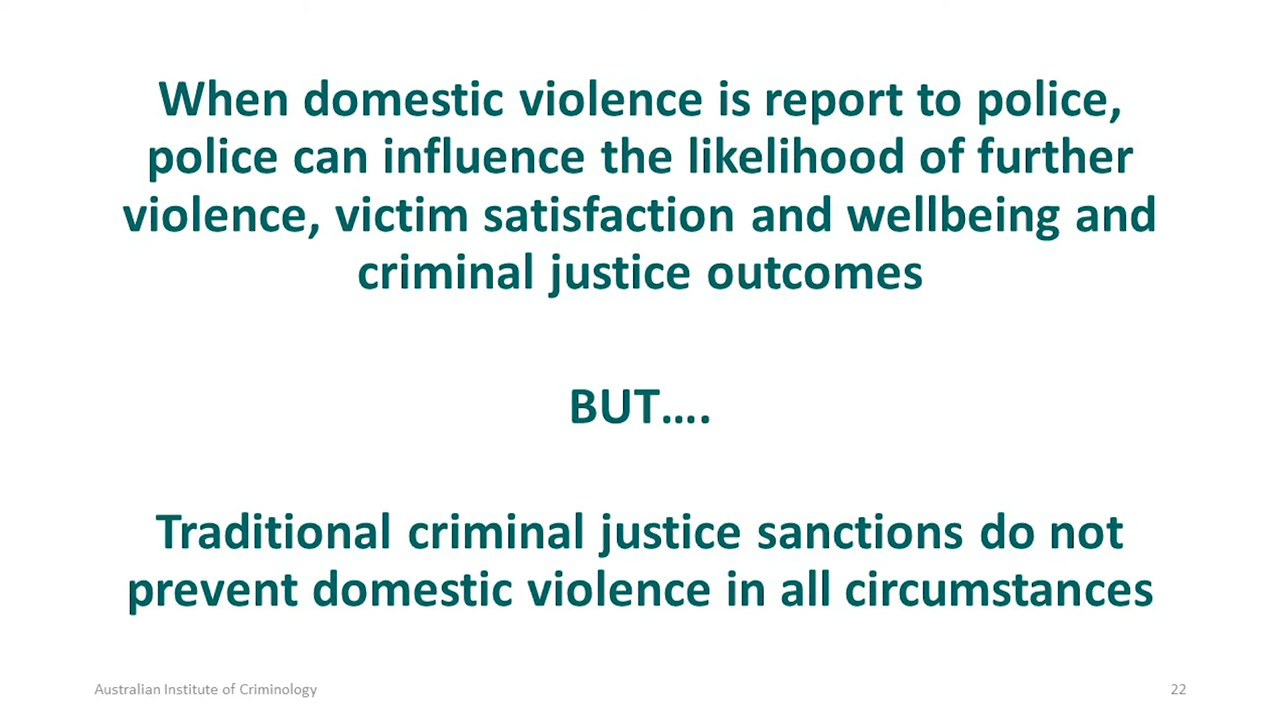 When domestic violence is report to police,
police can influence the likelihood of further
violence, victim satisfaction and wellbeing and
criminal justice outcomes
BUT....
Traditional criminal justice sanctions do not
prevent domestic violence in all circumstances
Australian Institute of Criminology
22